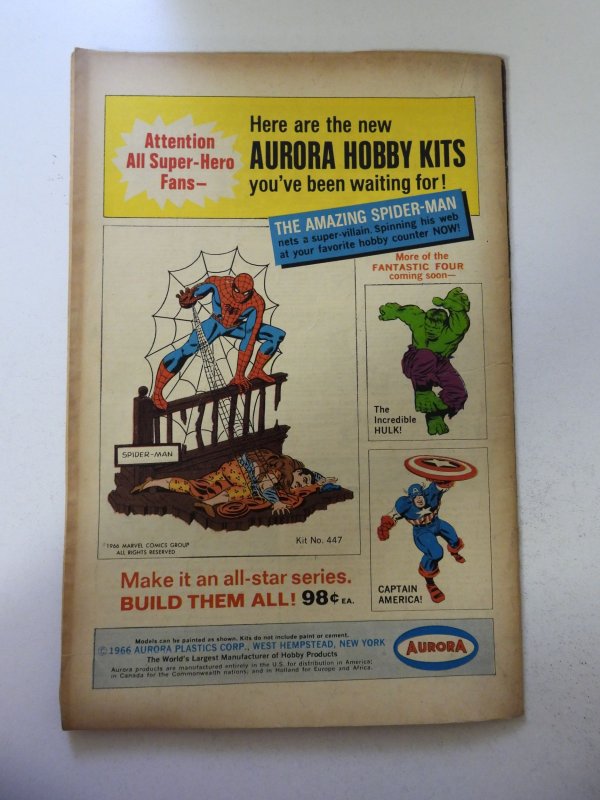 Attention
All Super-Hero
Fans—
Here are the new
AURORA HOBBY KITS
you've been waiting for!
THE AMAZING SPIDER-MAN
nets a super-villain. Spinning his web
at your favorite hobby counter NOW!
More of the
FANTASTIC FOUR
coming soon—
The
Incredible
HULK!
SPIDER-MAN
©1966 MARVEL COMICS GROUP
ALL RIGHTS RESERVED
Kit No. 447
CAPTAIN
AMERICA!
Make it an all-star series.
BUILD THEM ALL! 98¢ EA.
Models can be painted as shown. Kits do not include paint or cement.
©1966 AURORA PLASTICS CORP., WEST HEMPSTEAD, NEW YORK
The World's Largest Manufacturer of Hobby Products
Aurora products are manufactured entirely in the U.S. for distribution in America;
in Canada for the Commonwealth nations; and in Holland for Europe and Africa.
AURORA